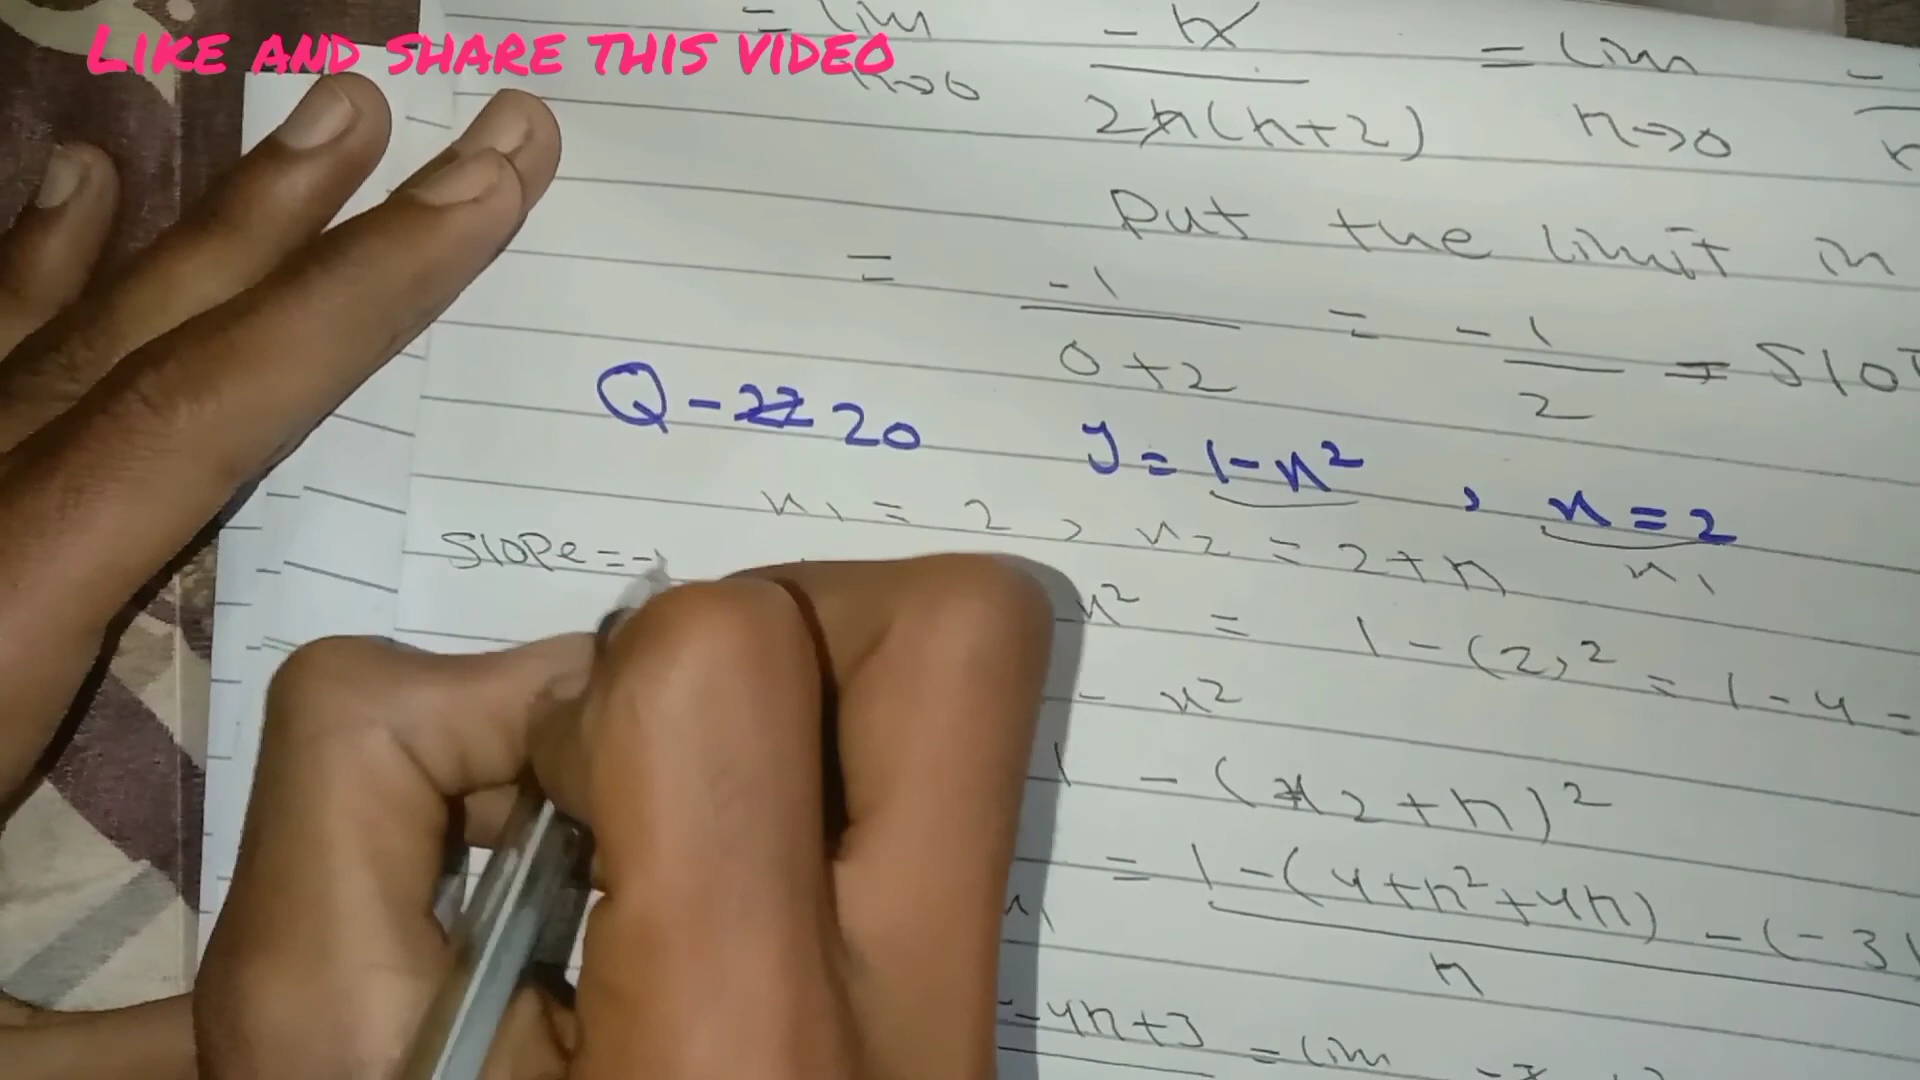 LIKE AND SHARE THIS VIDEO
= lim h→0 -h / 2h(h+2) = lim h→0
Put the limit in
= -1 / 0+2 = -1 / 2 =
Q - 20 y = 1-x² , x=2
x1 = 2 , x2 = 2+h x1
Slope = -
x² = 1-(2)² = 1-4 =
- x²
1 - (2+h)²
= 1-(4+h²+4h) - (-3) / h
-4h+3 = lim